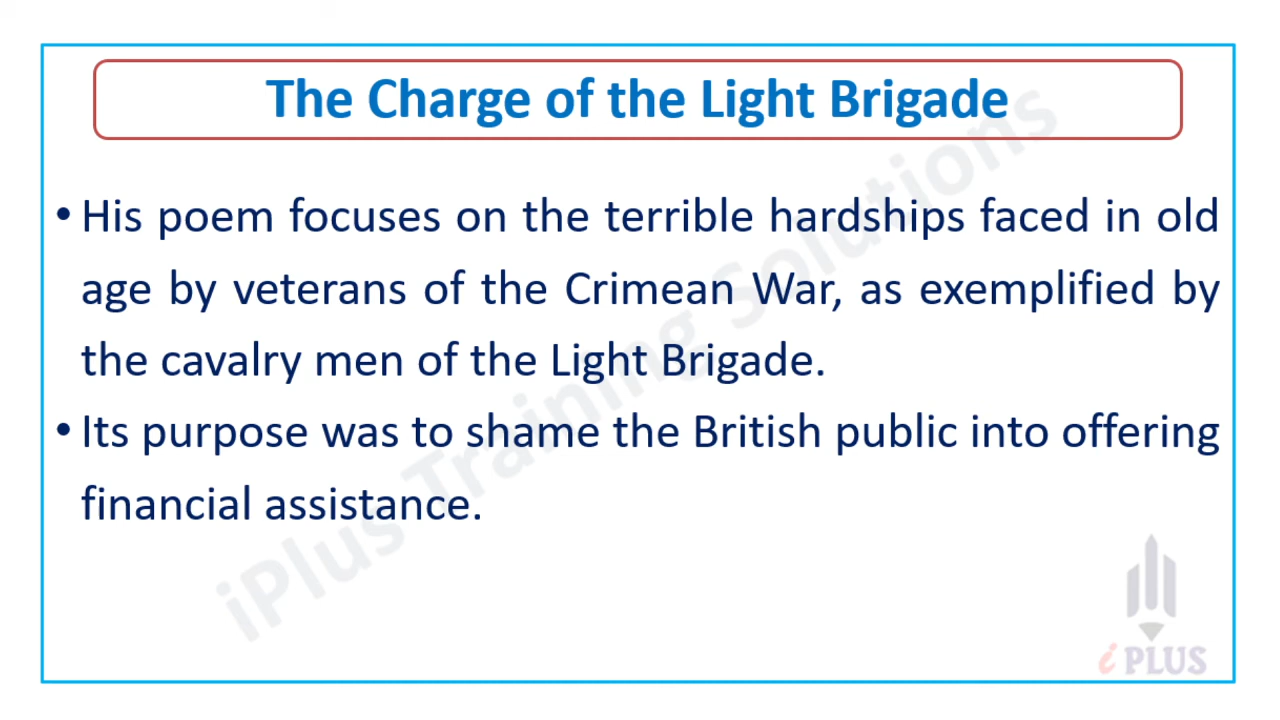 The Charge of the Light Brigade
• His poem focuses on the terrible hardships faced in old
age by veterans of the Crimean War, as exemplified by
the cavalry men of the Light Brigade.
• Its purpose was to shame the British public into offering
financial assistance.
iPlus Training Solutions
i PLUS